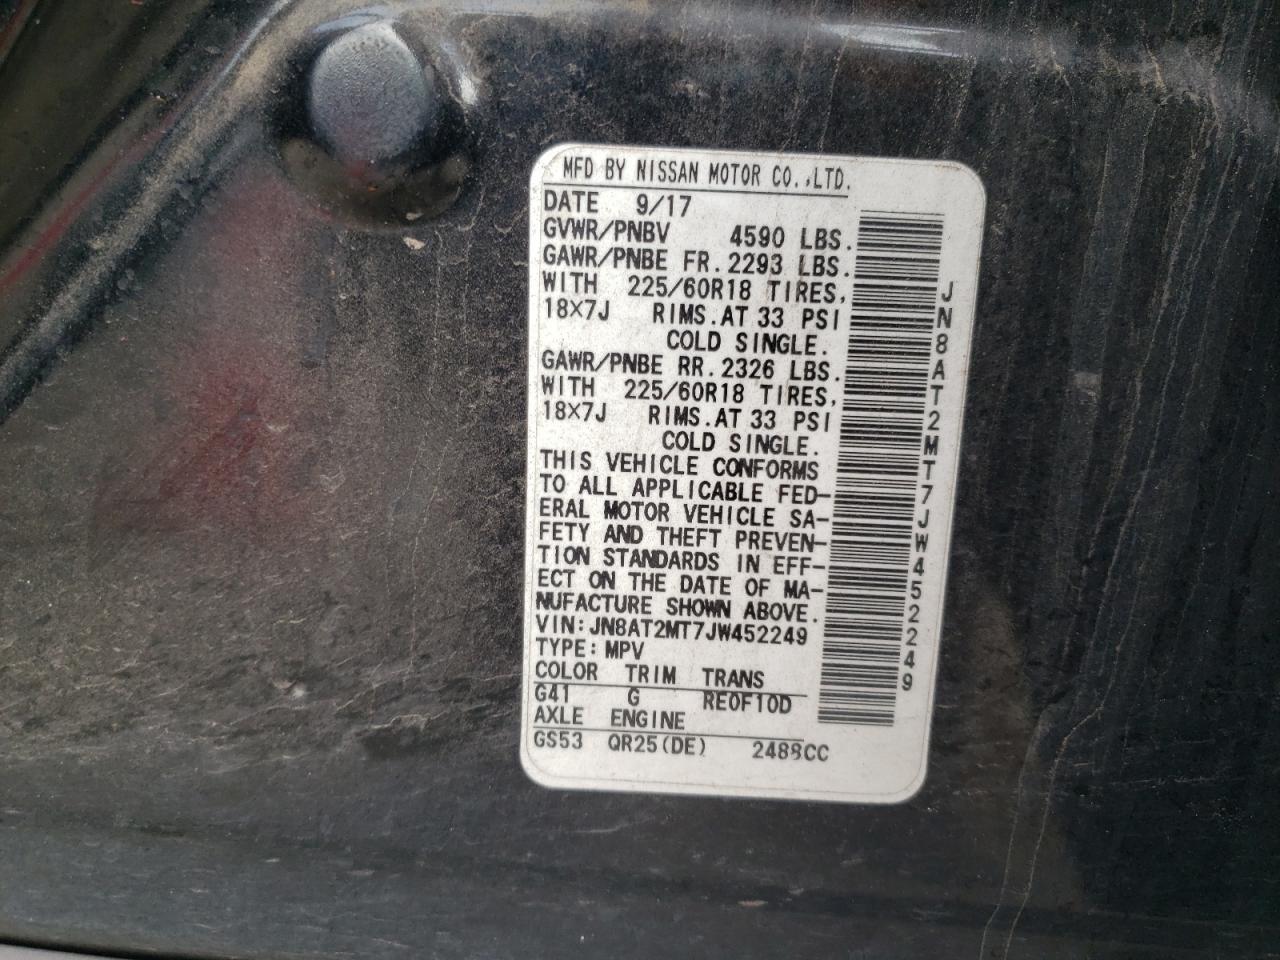 MFD BY NISSAN MOTOR CO.,LTD.
DATE 9/17
GVWR/PNBV 4590 LBS.
GAWR/PNBE FR.2293 LBS.
WITH 225/60R18 TIRES,
18X7J RIMS.AT 33 PSI
COLD SINGLE.
GAWR/PNBE RR.2326 LBS.
WITH 225/60R18 TIRES,
18X7J RIMS.AT 33 PSI
COLD SINGLE.
THIS VEHICLE CONFORMS
TO ALL APPLICABLE FED-
ERAL MOTOR VEHICLE SA-
FETY AND THEFT PREVEN-
TION STANDARDS IN EFF-
ECT ON THE DATE OF MA-
NUFACTURE SHOWN ABOVE.
VIN:JN8AT2MT7JW452249
TYPE:MPV
COLOR TRIM TRANS
G41 G RE0F10D
AXLE ENGINE
GS53 QR25(DE) 2488CC
JN8AT2MT7JW452249